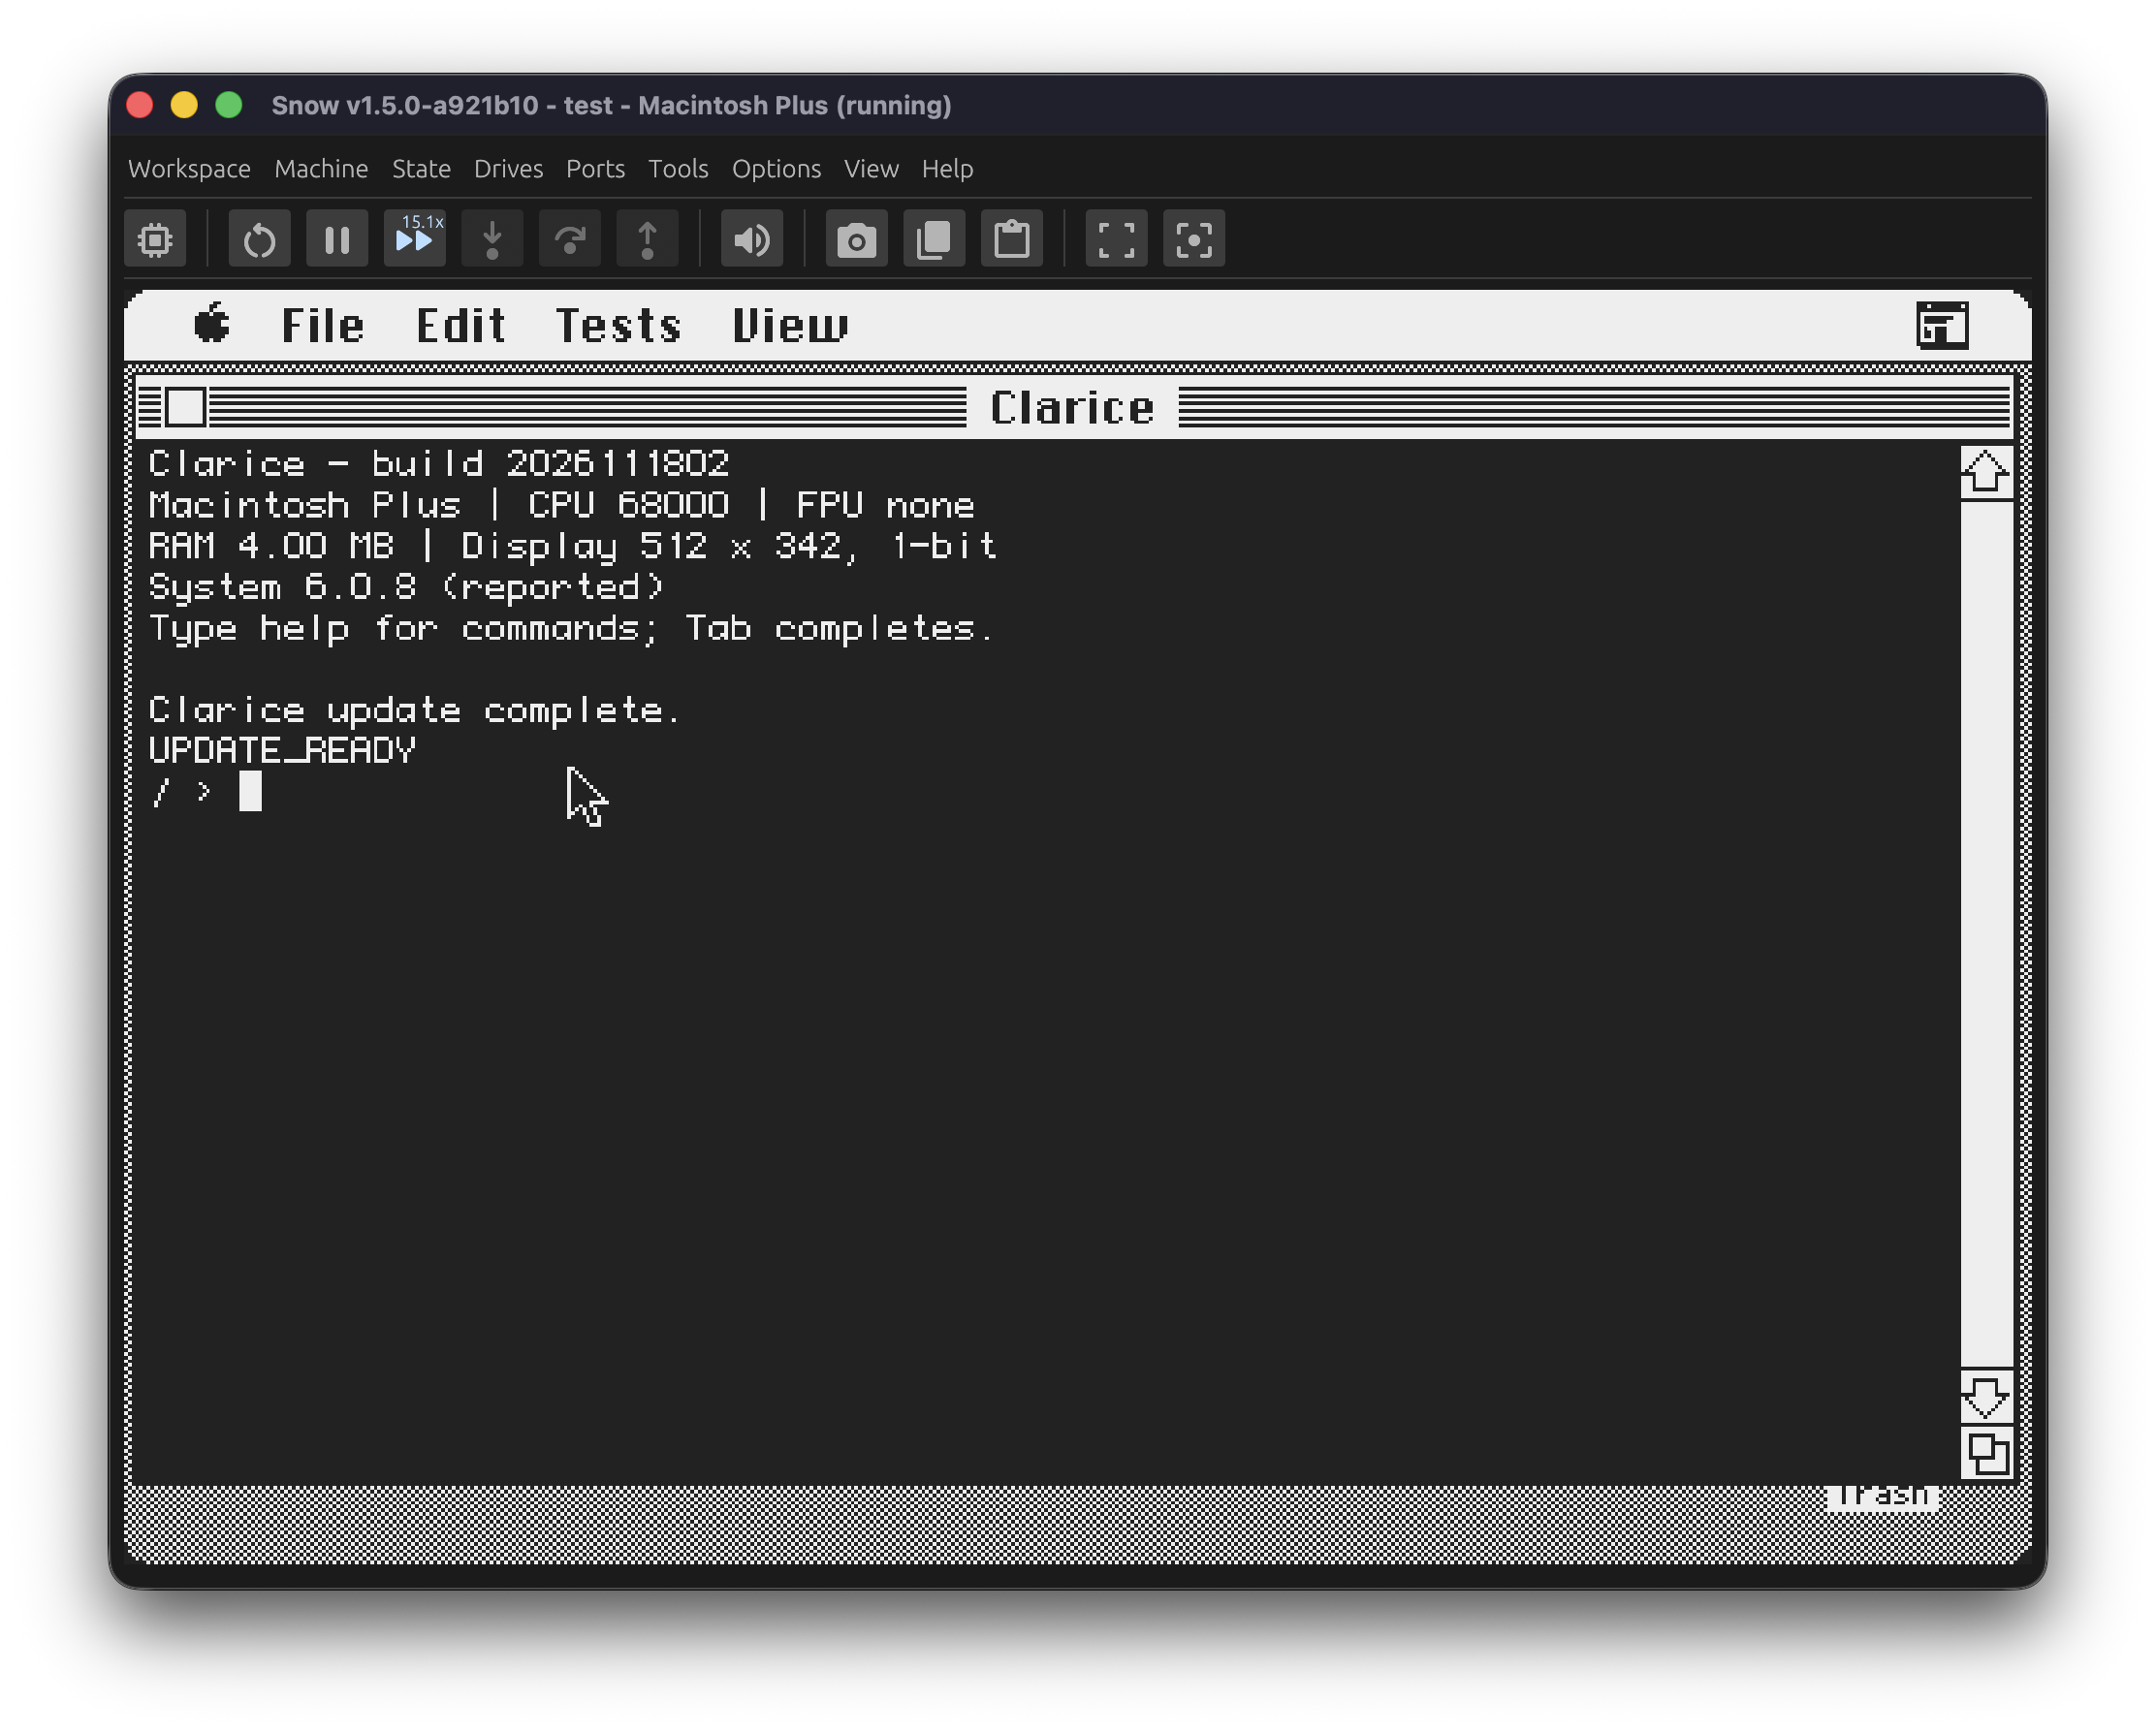 Snow v1.5.0-a921b10 - test - Macintosh Plus (running)
Workspace Machine State Drives Ports Tools Options View Help
15.1x
File Edit Tests View
Clarice
Clarice - build 2026111802
Macintosh Plus | CPU 68000 | FPU none
RAM 4.00 MB | Display 512 x 342, 1-bit
System 6.0.8 (reported)
Type help for commands; Tab completes.
Clarice update complete.
UPDATE_READY
/ >
Trash